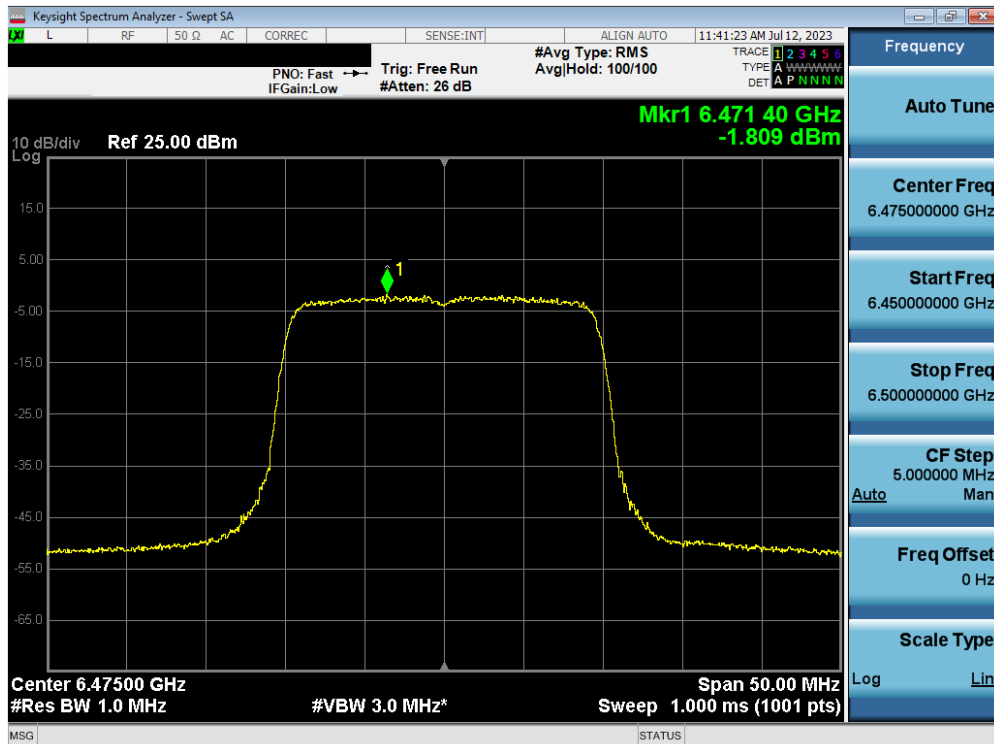 Keysight Spectrum Analyzer - Swept SA
LXI L RF 50 Ω AC CORREC SENSE:INT ALIGN AUTO 11:41:23 AM Jul 12, 2023
Frequency
PNO: Fast
IFGain:Low
Trig: Free Run
#Atten: 26 dB
#Avg Type: RMS
Avg|Hold: 100/100
TRACE 1 2 3 4 5 6
TYPE A WWWWW
DET A P N N N N
Mkr1 6.471 40 GHz
-1.809 dBm
10 dB/div Ref 25.00 dBm
Log
15.0
5.00
-5.00
-15.0
-25.0
-35.0
-45.0
-55.0
-65.0
1
Center 6.47500 GHz Span 50.00 MHz
#Res BW 1.0 MHz #VBW 3.0 MHz* Sweep 1.000 ms (1001 pts)
MSG STATUS
Auto Tune
Center Freq
6.475000000 GHz
Start Freq
6.450000000 GHz
Stop Freq
6.500000000 GHz
CF Step
5.000000 MHz
Auto Man
Freq Offset
0 Hz
Scale Type
Log Lin